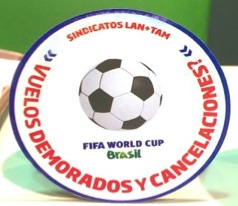 SINDICATOS LAN+TAM
« VUELOS DEMORADOS Y CANCELACIONES? »
FIFA WORLD CUP
Brasil